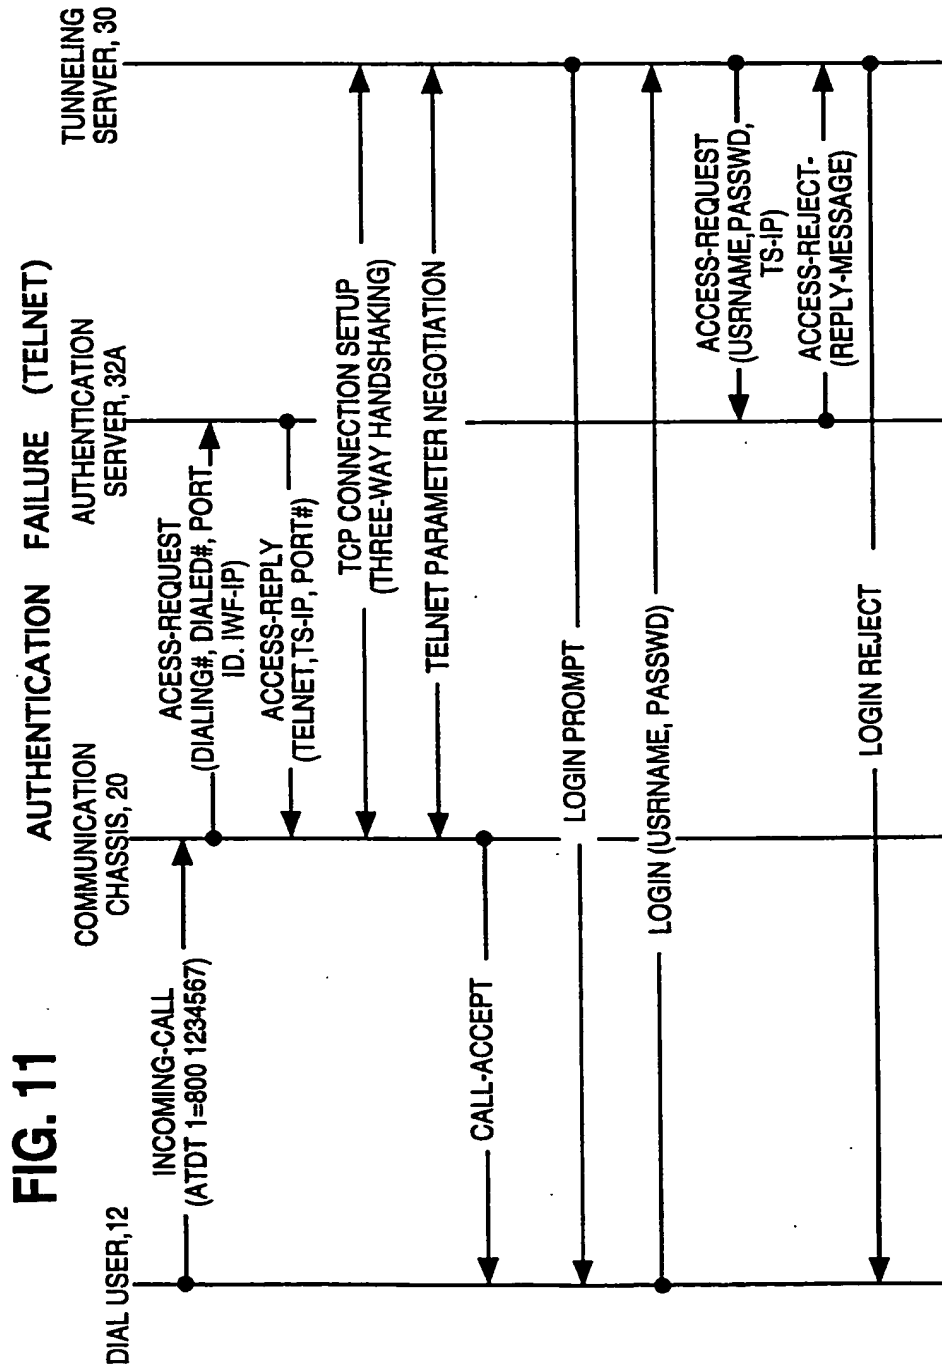 FIG. 11
AUTHENTICATION FAILURE (TELNET)
DIAL USER,12
COMMUNICATION
CHASSIS, 20
AUTHENTICATION
SERVER, 32A
TUNNELING
SERVER, 30
INCOMING-CALL
(ATDT 1=800 1234567)
ACESS-REQUEST
(DIALING#, DIALED#, PORT
ID. IWF-IP)
ACCESS-REPLY
(TELNET,TS-IP, PORT#)
TCP CONNECTION SETUP
(THREE-WAY HANDSHAKING)
TELNET PARAMETER NEGOTIATION
CALL-ACCEPT
LOGIN PROMPT
LOGIN (USRNAME, PASSWD)
ACCESS-REQUEST
(USRNAME,PASSWD,
TS-IP)
ACCESS-REJECT-
(REPLY-MESSAGE)
LOGIN REJECT